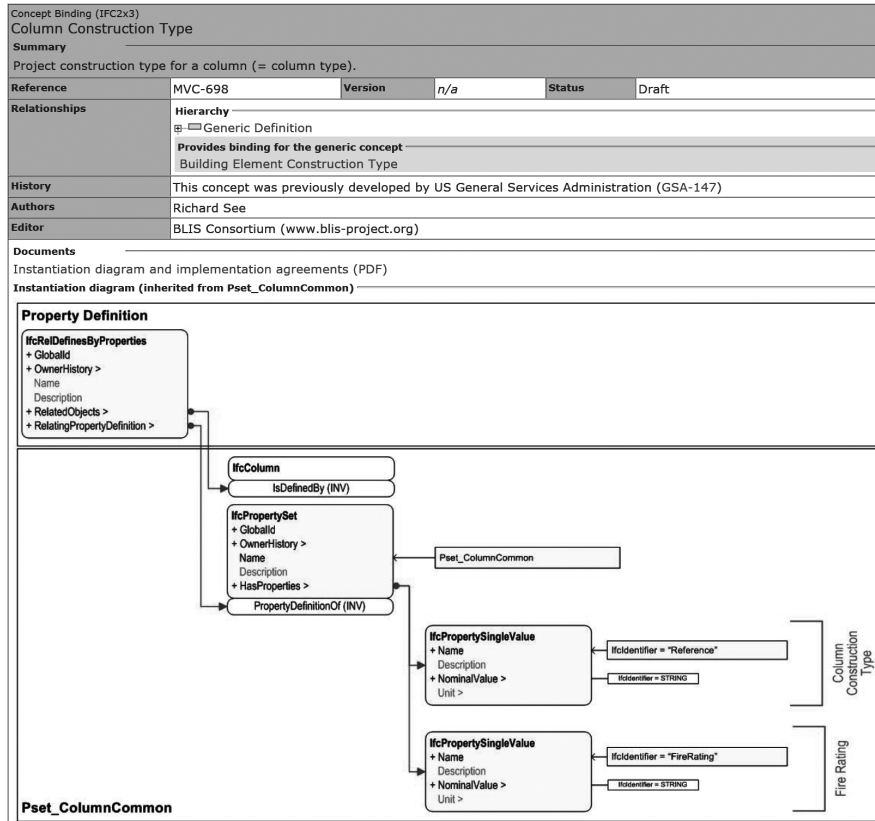 Concept Binding (IFC2x3)
Column Construction Type
Summary
Project construction type for a column (= column type).
Reference MVC-698 Version n/a Status Draft
Relationships
Hierarchy
Generic Definition
Provides binding for the generic concept
Building Element Construction Type
History This concept was previously developed by US General Services Administration (GSA-147)
Authors Richard See
Editor BLIS Consortium (www.blis-project.org)
Documents
Instantiation diagram and implementation agreements (PDF)
Instantiation diagram (inherited from Pset_ColumnCommon)
Property Definition
IfcRelDefinesByProperties
+ GlobalId
+ OwnerHistory >
Name
Description
+ RelatedObjects >
+ RelatingPropertyDefinition >
IfcColumn
IsDefinedBy (INV)
IfcPropertySet
+ GlobalId
+ OwnerHistory >
Name
Description
+ HasProperties >
PropertyDefinitionOf (INV)
Pset_ColumnCommon
IfcPropertySingleValue
+ Name
Description
+ NominalValue >
Unit >
IfcIdentifier = "Reference"
IfcIdentifier = STRING
Column
Construction
Type
IfcPropertySingleValue
+ Name
Description
+ NominalValue >
Unit >
IfcIdentifier = "FireRating"
IfcIdentifier = STRING
Fire Rating
Pset_ColumnCommon